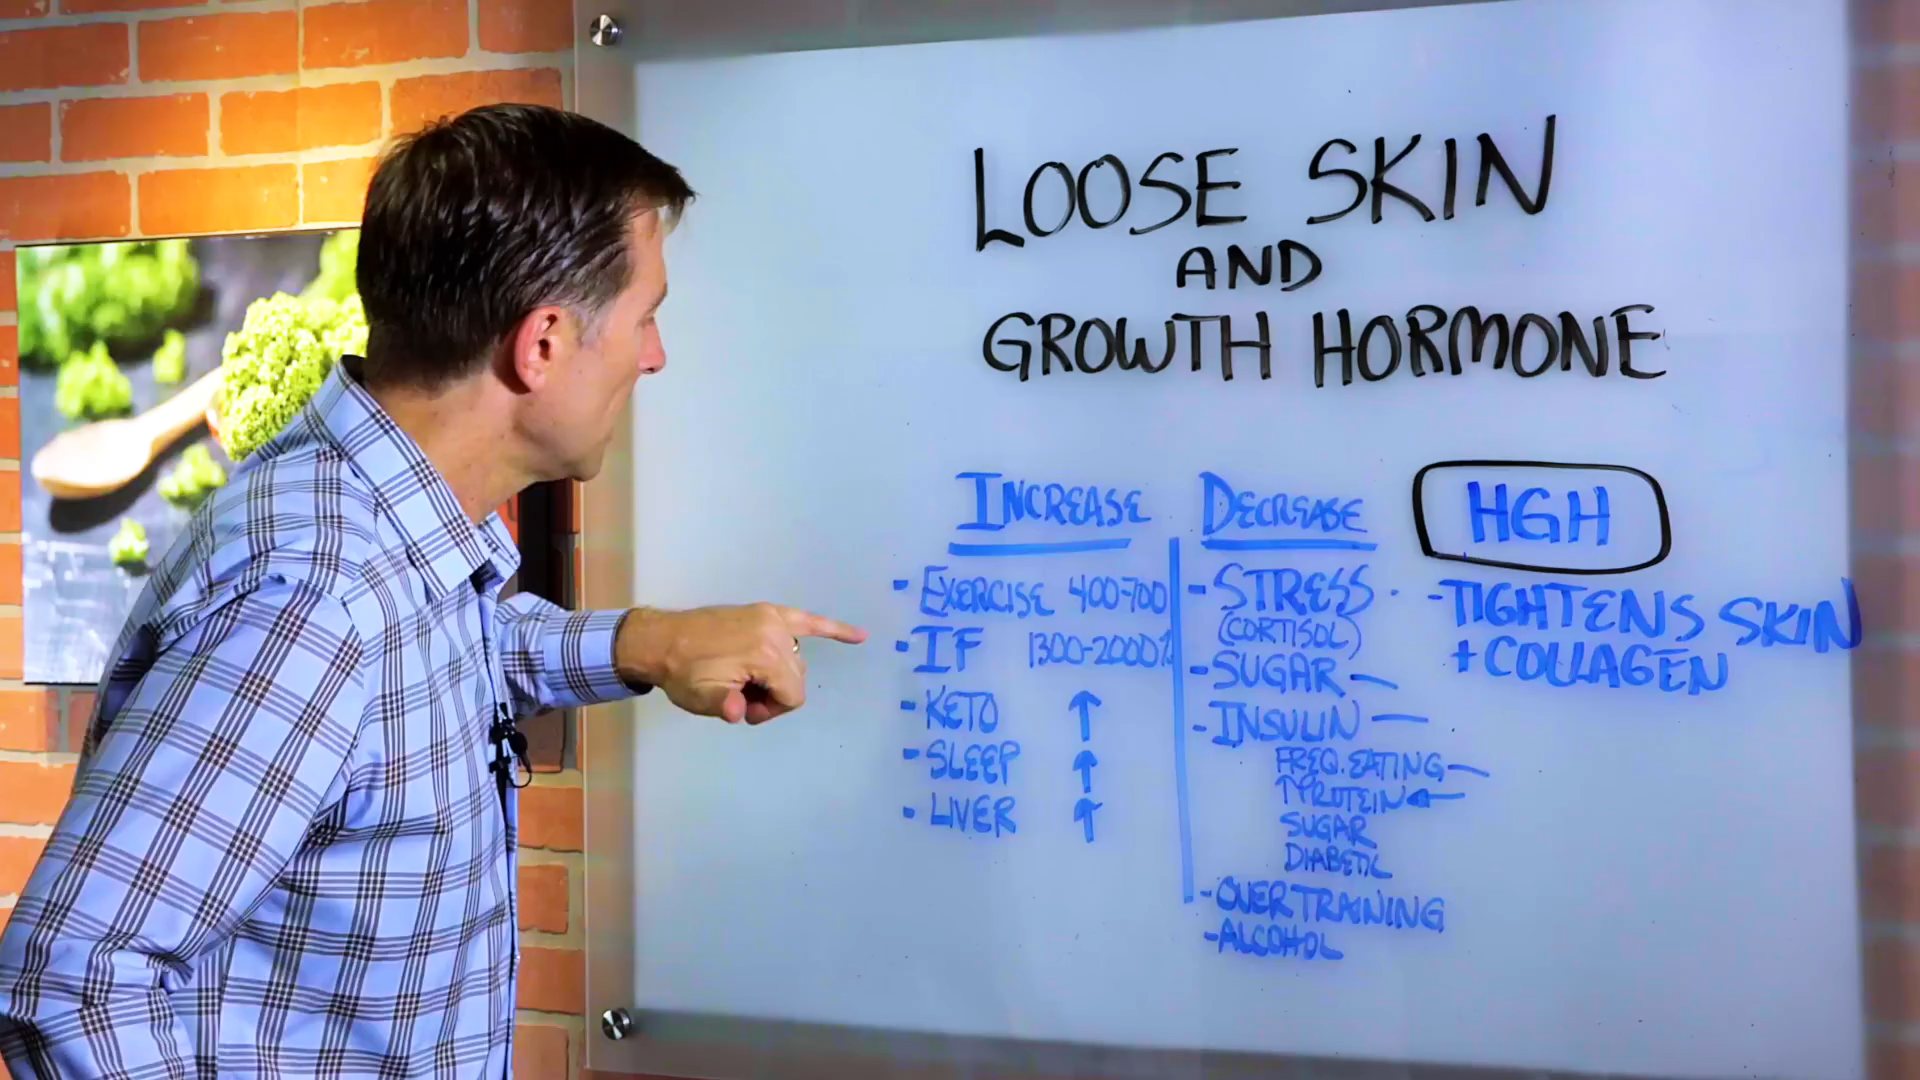 LOOSE SKIN
AND
GROWTH HORMONE
INCREASE
- EXERCISE 400-700
- IF 1300-2000%
- KETO ↑
- SLEEP ↑
- LIVER ↑
DECREASE
- STRESS
(CORTISOL)
- SUGAR
- INSULIN
FREQ. EATING
↑PROTEIN
SUGAR
DIABETIC
- OVERTRAINING
- ALCOHOL
HGH
- TIGHTENS SKIN
+ COLLAGEN